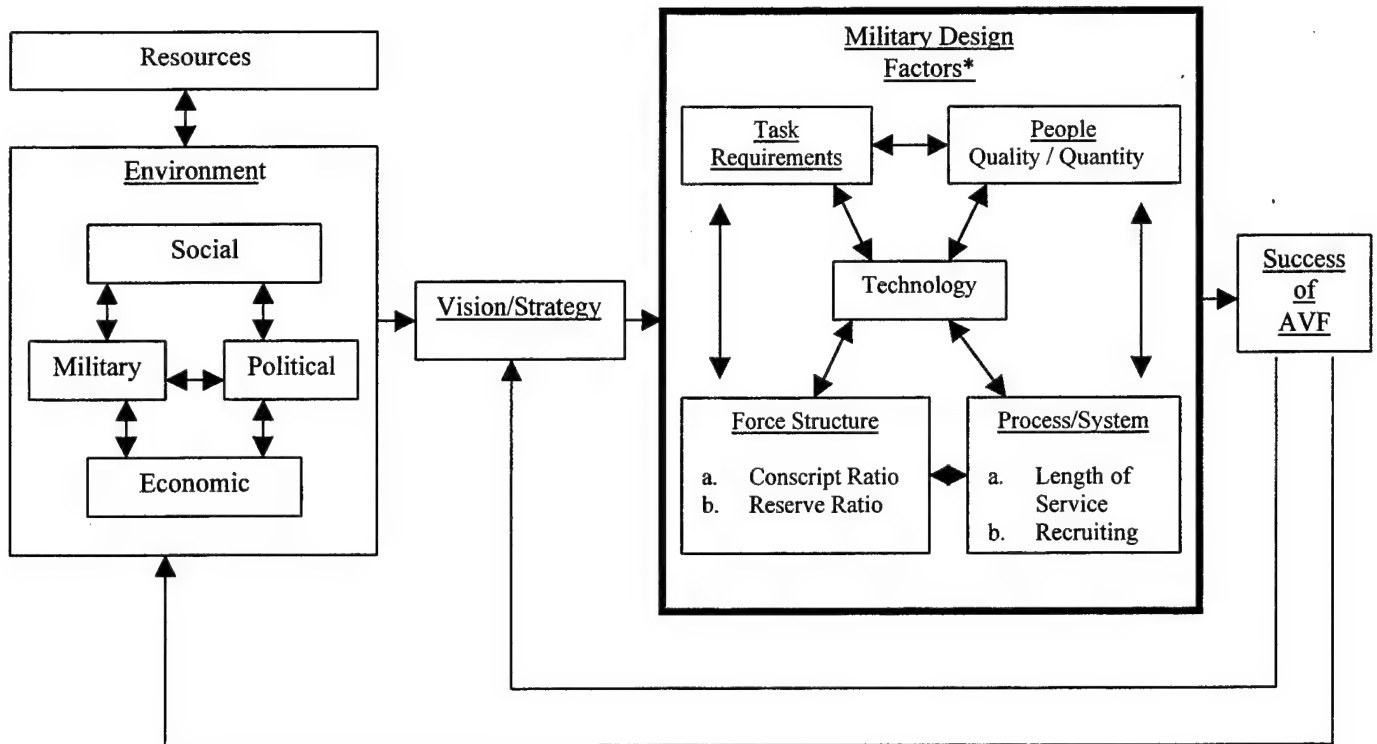 Resources
Environment
Social
Military
Political
Economic
Vision/Strategy
Military Design
Factors*
Task
Requirements
People
Quality / Quantity
Technology
Force Structure
a. Conscript Ratio
b. Reserve Ratio
Process/System
a. Length of
Service
b. Recruiting
Success
of
AVF